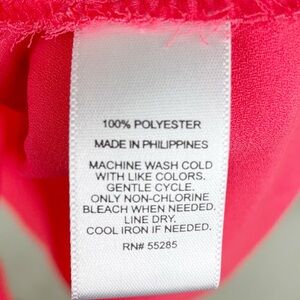 100% POLYESTER
MADE IN PHILIPPINES
MACHINE WASH COLD
WITH LIKE COLORS.
GENTLE CYCLE.
ONLY NON-CHLORINE
BLEACH WHEN NEEDED.
LINE DRY.
COOL IRON IF NEEDED.
RN# 55285